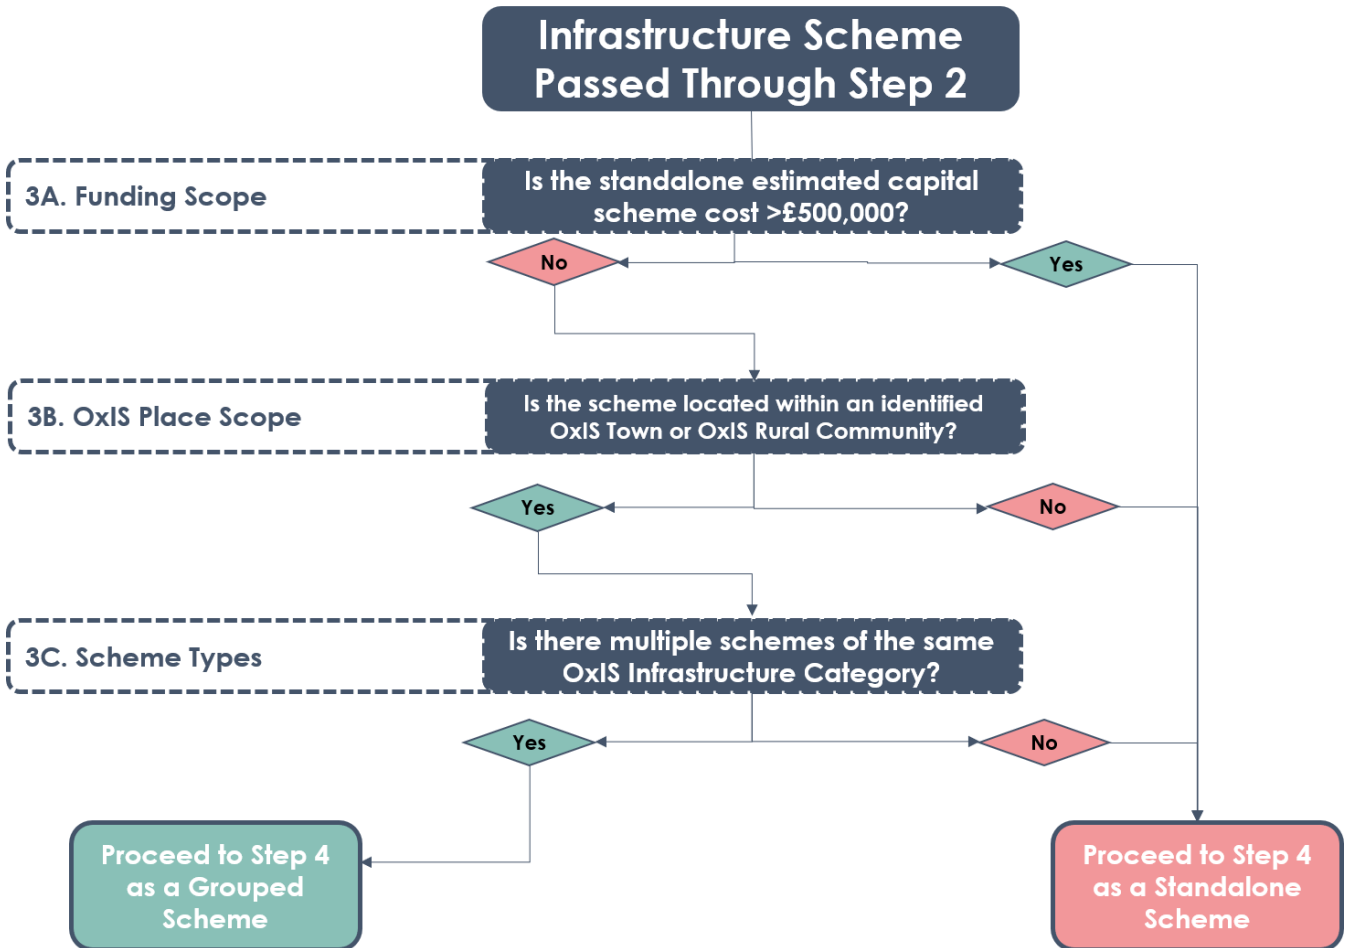 Infrastructure Scheme
Passed Through Step 2
3A. Funding Scope
Is the standalone estimated capital
scheme cost >£500,000?
No
Yes
3B. OxIS Place Scope
Is the scheme located within an identified
OxIS Town or OxIS Rural Community?
Yes
No
3C. Scheme Types
Is there multiple schemes of the same
OxIS Infrastructure Category?
Yes
No
Proceed to Step 4
as a Grouped
Scheme
Proceed to Step 4
as a Standalone
Scheme